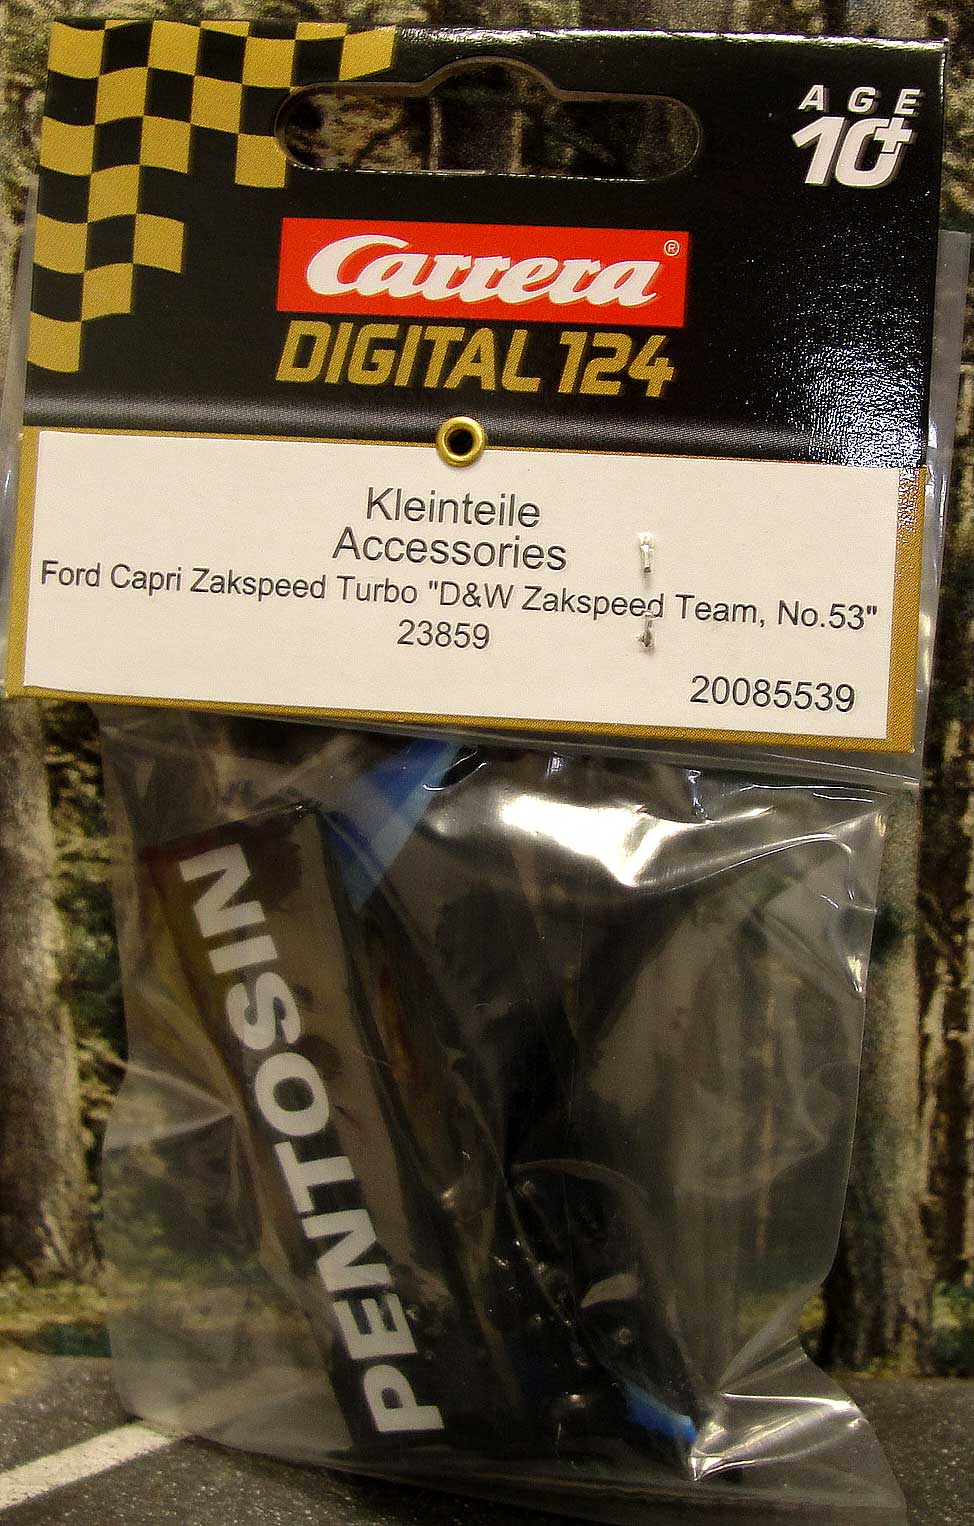 AGE
10+
Carrera®
DIGITAL 124
Kleinteile
Accessories
Ford Capri Zakspeed Turbo "D&W Zakspeed Team, No.53"
23859
20085539
PENTOSIN